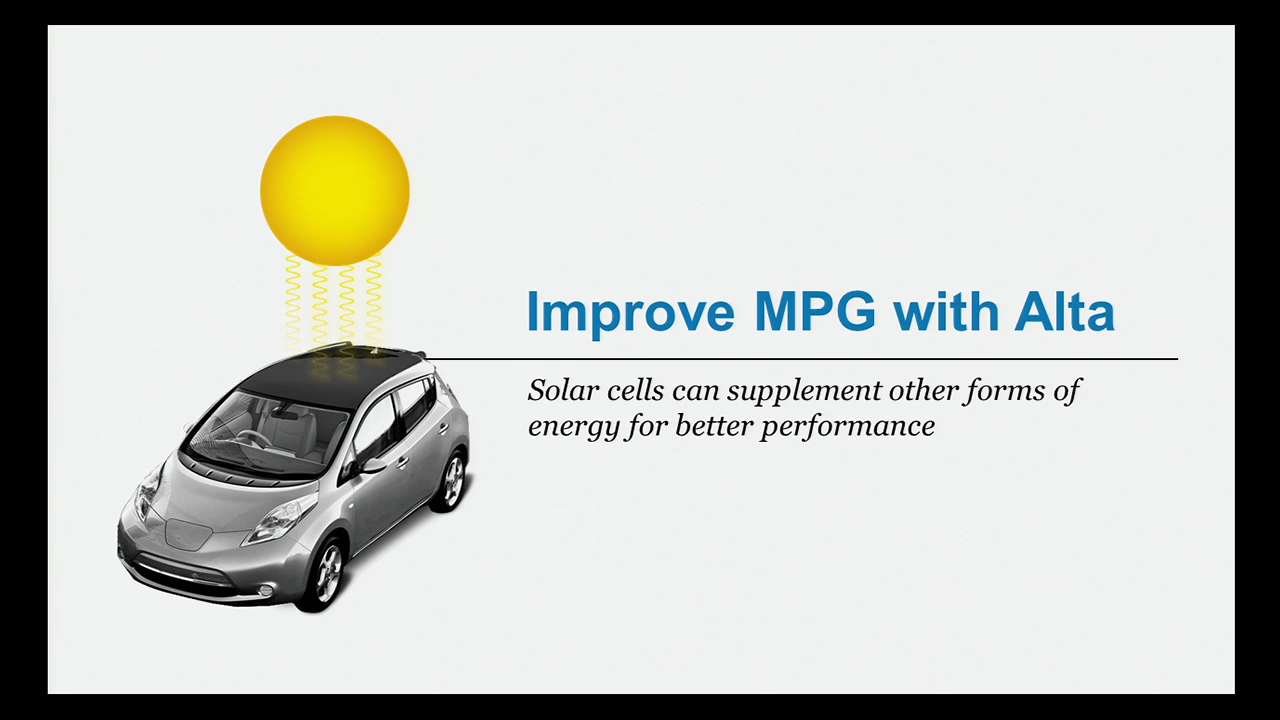 Improve MPG with Alta
Solar cells can supplement other forms of
energy for better performance